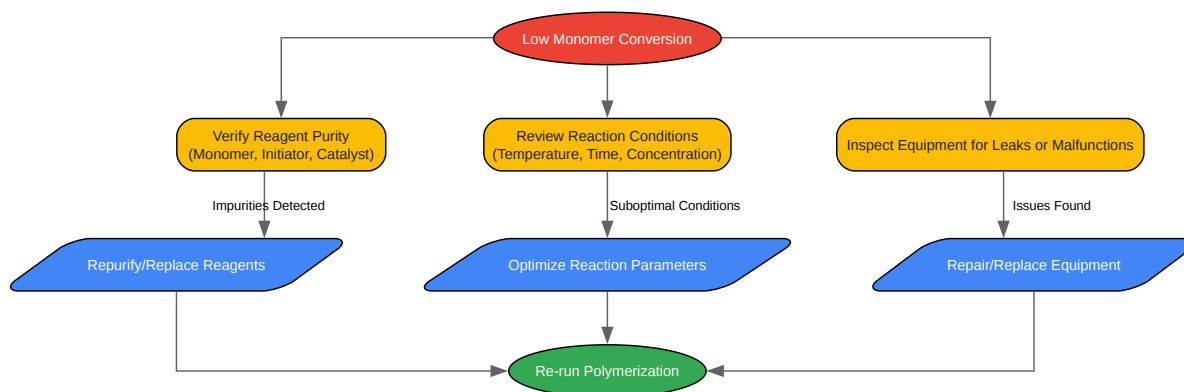 Low Monomer Conversion
Verify Reagent Purity
(Monomer, Initiator, Catalyst)
Review Reaction Conditions
(Temperature, Time, Concentration)
Inspect Equipment for Leaks or Malfunctions
Impurities Detected
Suboptimal Conditions
Issues Found
Repurify/Replace Reagents
Optimize Reaction Parameters
Repair/Replace Equipment
Re-run Polymerization